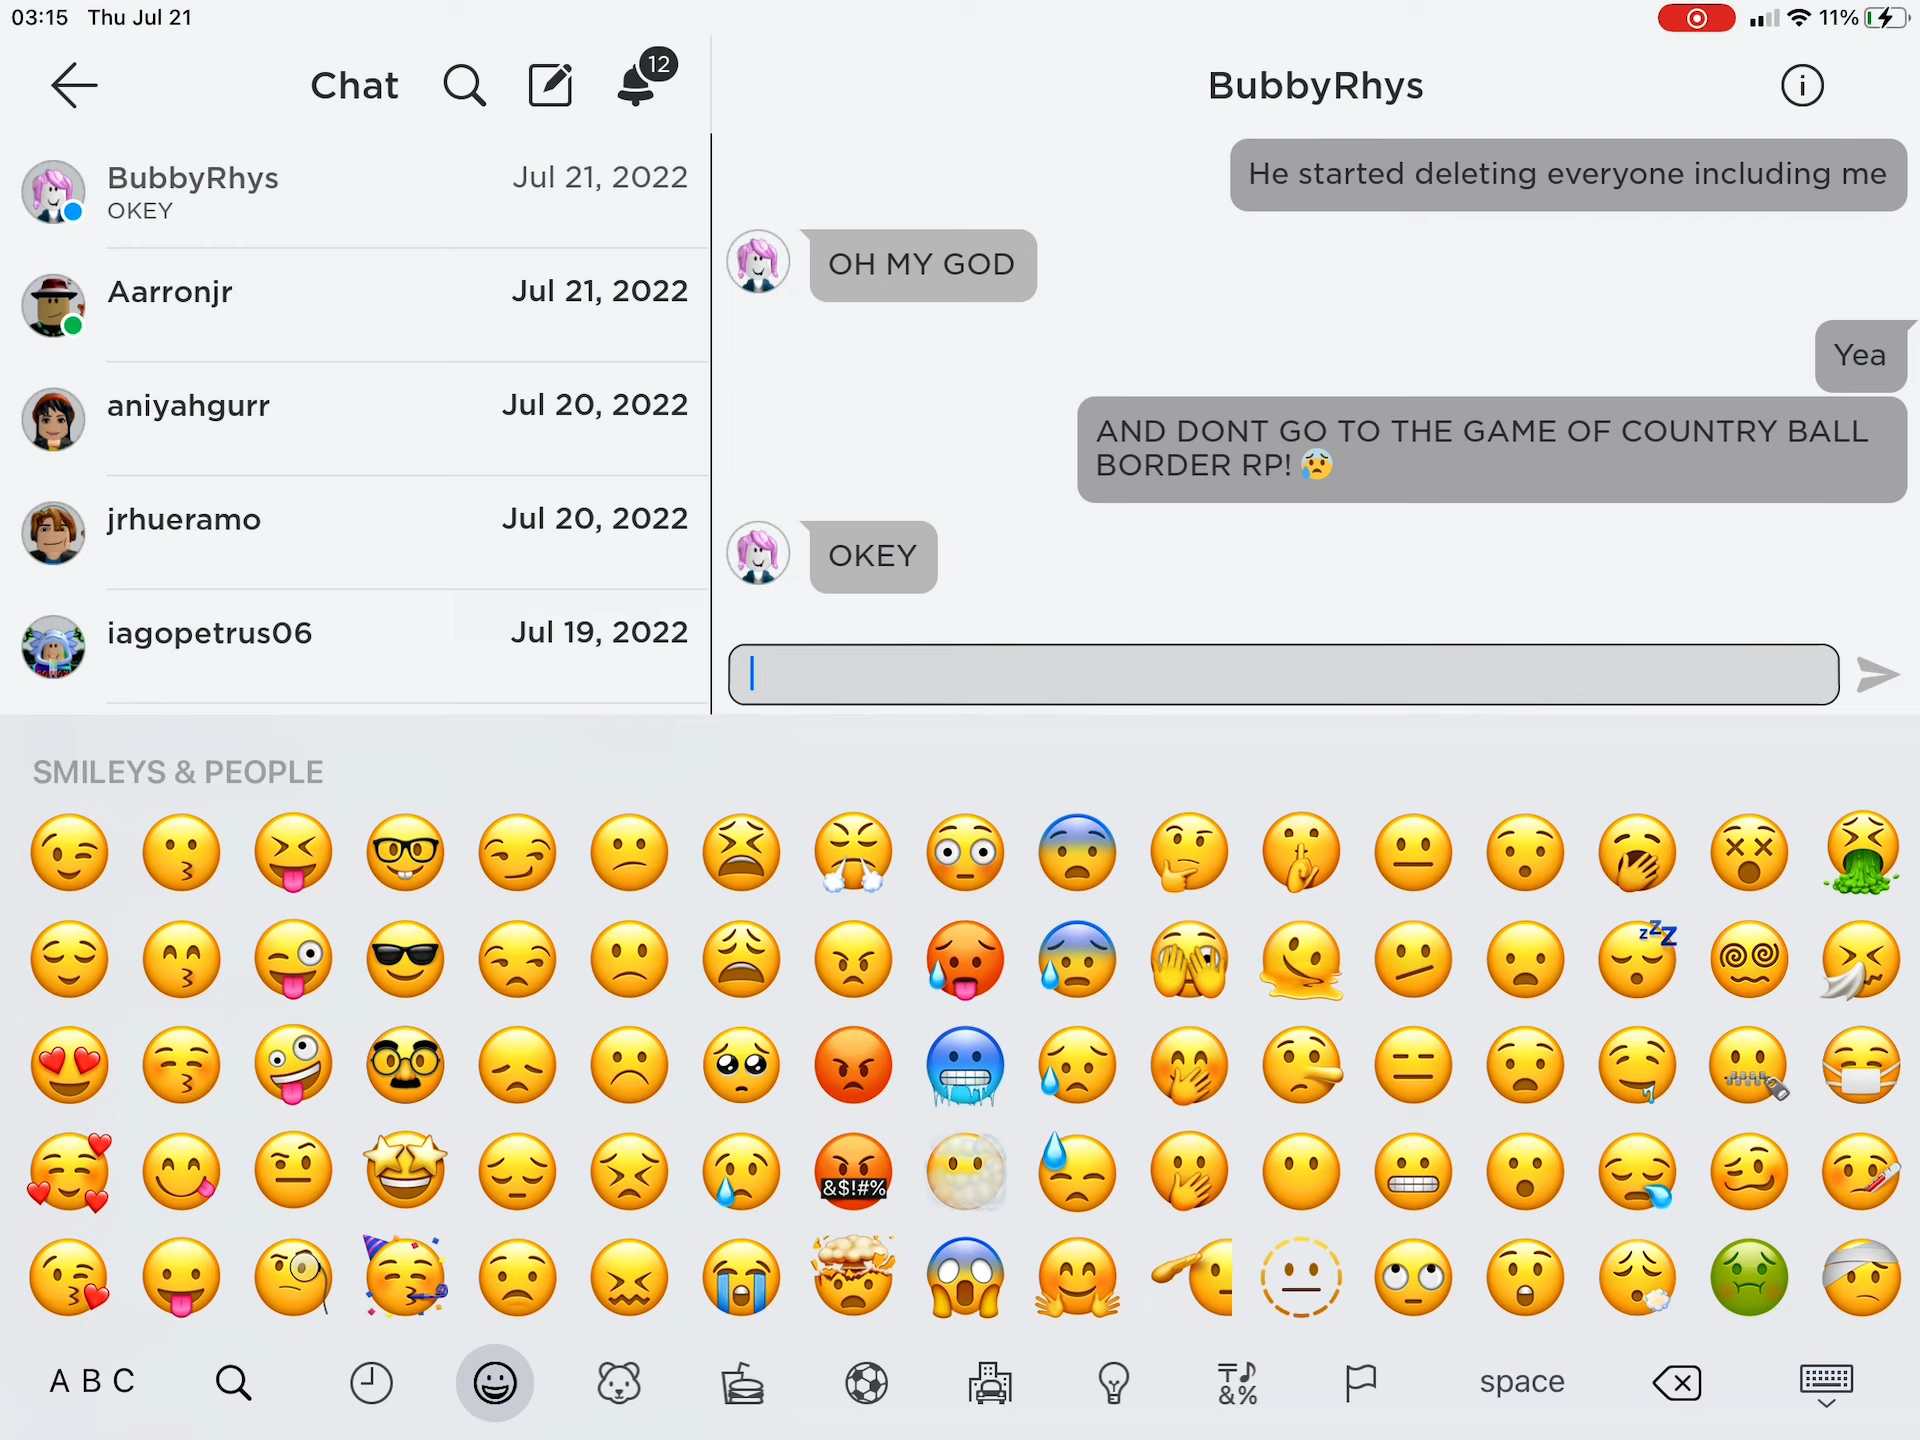 03:15 Thu Jul 21
11%
Chat
12
BubbyRhys
BubbyRhys Jul 21, 2022
OKEY
Aarronjr Jul 21, 2022
aniyahgurr Jul 20, 2022
jrhueramo Jul 20, 2022
iagopetrus06 Jul 19, 2022
He started deleting everyone including me
OH MY GOD
Yea
AND DONT GO TO THE GAME OF COUNTRY BALL
BORDER RP! 😰
OKEY
SMILEYS & PEOPLE
zzZ
&$!#%
ABC
〒♪
&%
space